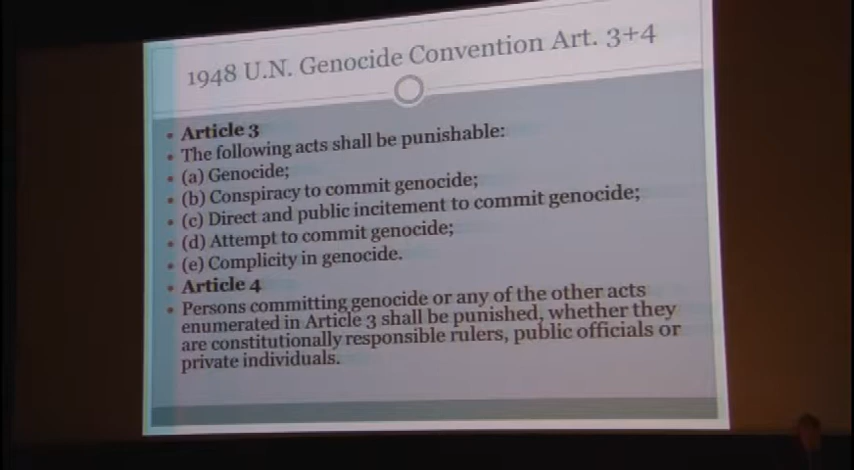 1948 U.N. Genocide Convention Art. 3+4
• Article 3
• The following acts shall be punishable:
• (a) Genocide;
• (b) Conspiracy to commit genocide;
• (c) Direct and public incitement to commit genocide;
• (d) Attempt to commit genocide;
• (e) Complicity in genocide.
• Article 4
• Persons committing genocide or any of the other acts
enumerated in Article 3 shall be punished, whether they
are constitutionally responsible rulers, public officials or
private individuals.